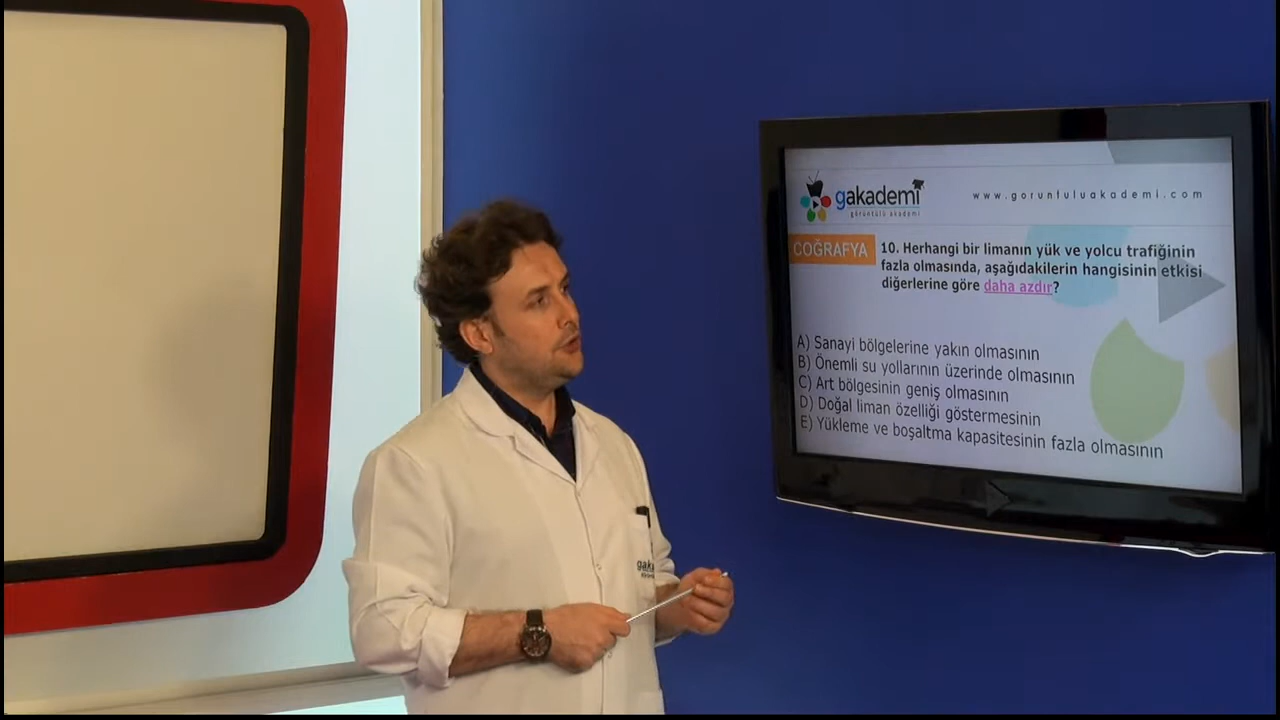 gakademi
görüntülü akademi
www.goruntuluakademi.com
COĞRAFYA
10. Herhangi bir limanın yük ve yolcu trafiğinin
fazla olmasında, aşağıdakilerin hangisinin etkisi
diğerlerine göre daha azdır?
A) Sanayi bölgelerine yakın olmasının
B) Önemli su yollarının üzerinde olmasının
C) Art bölgesinin geniş olmasının
D) Doğal liman özelliği göstermesinin
E) Yükleme ve boşaltma kapasitesinin fazla olmasının